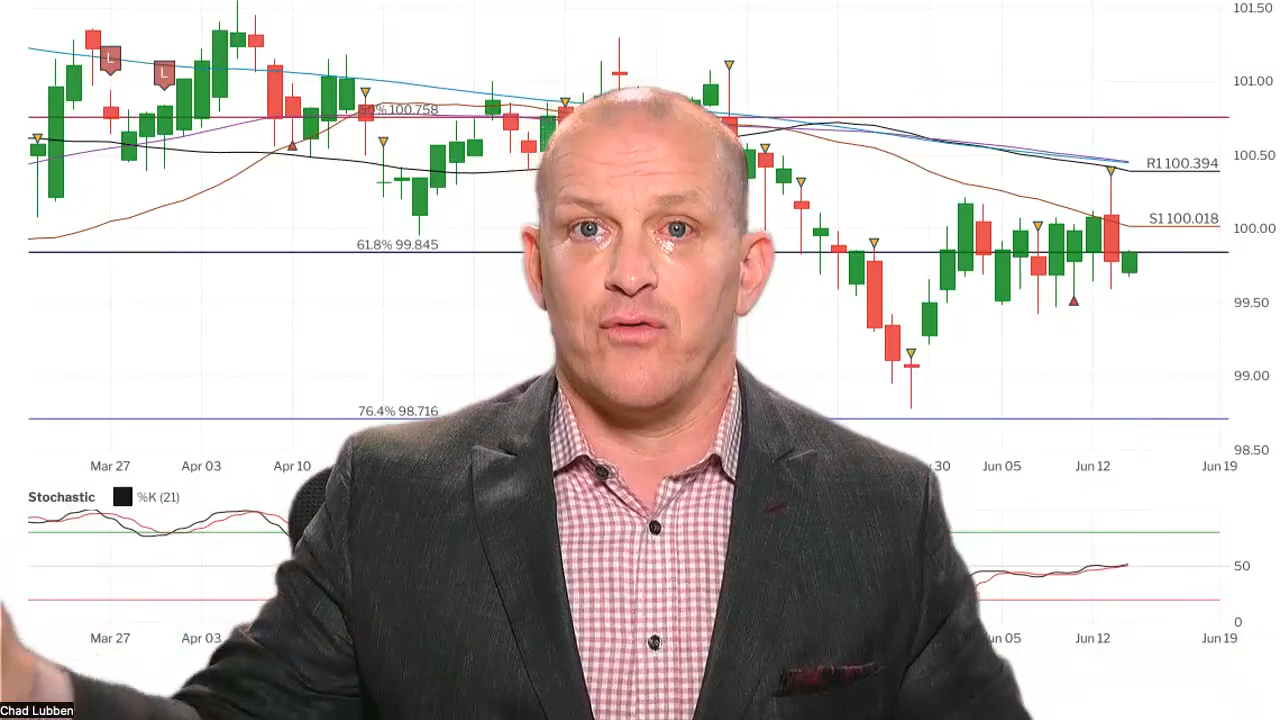 101.50
L
L
101.00
50% 100.758
100.50
R1 100.394
S1 100.018
100.00
61.8% 99.845
99.50
99.00
76.4% 98.716
98.50
Mar 27
Apr 03
Apr 10
30
Jun 05
Jun 12
Jun 19
Stochastic
%K (21)
50
0
Mar 27
Apr 03
Jun 05
Jun 12
Jun 19
Chad Lubben